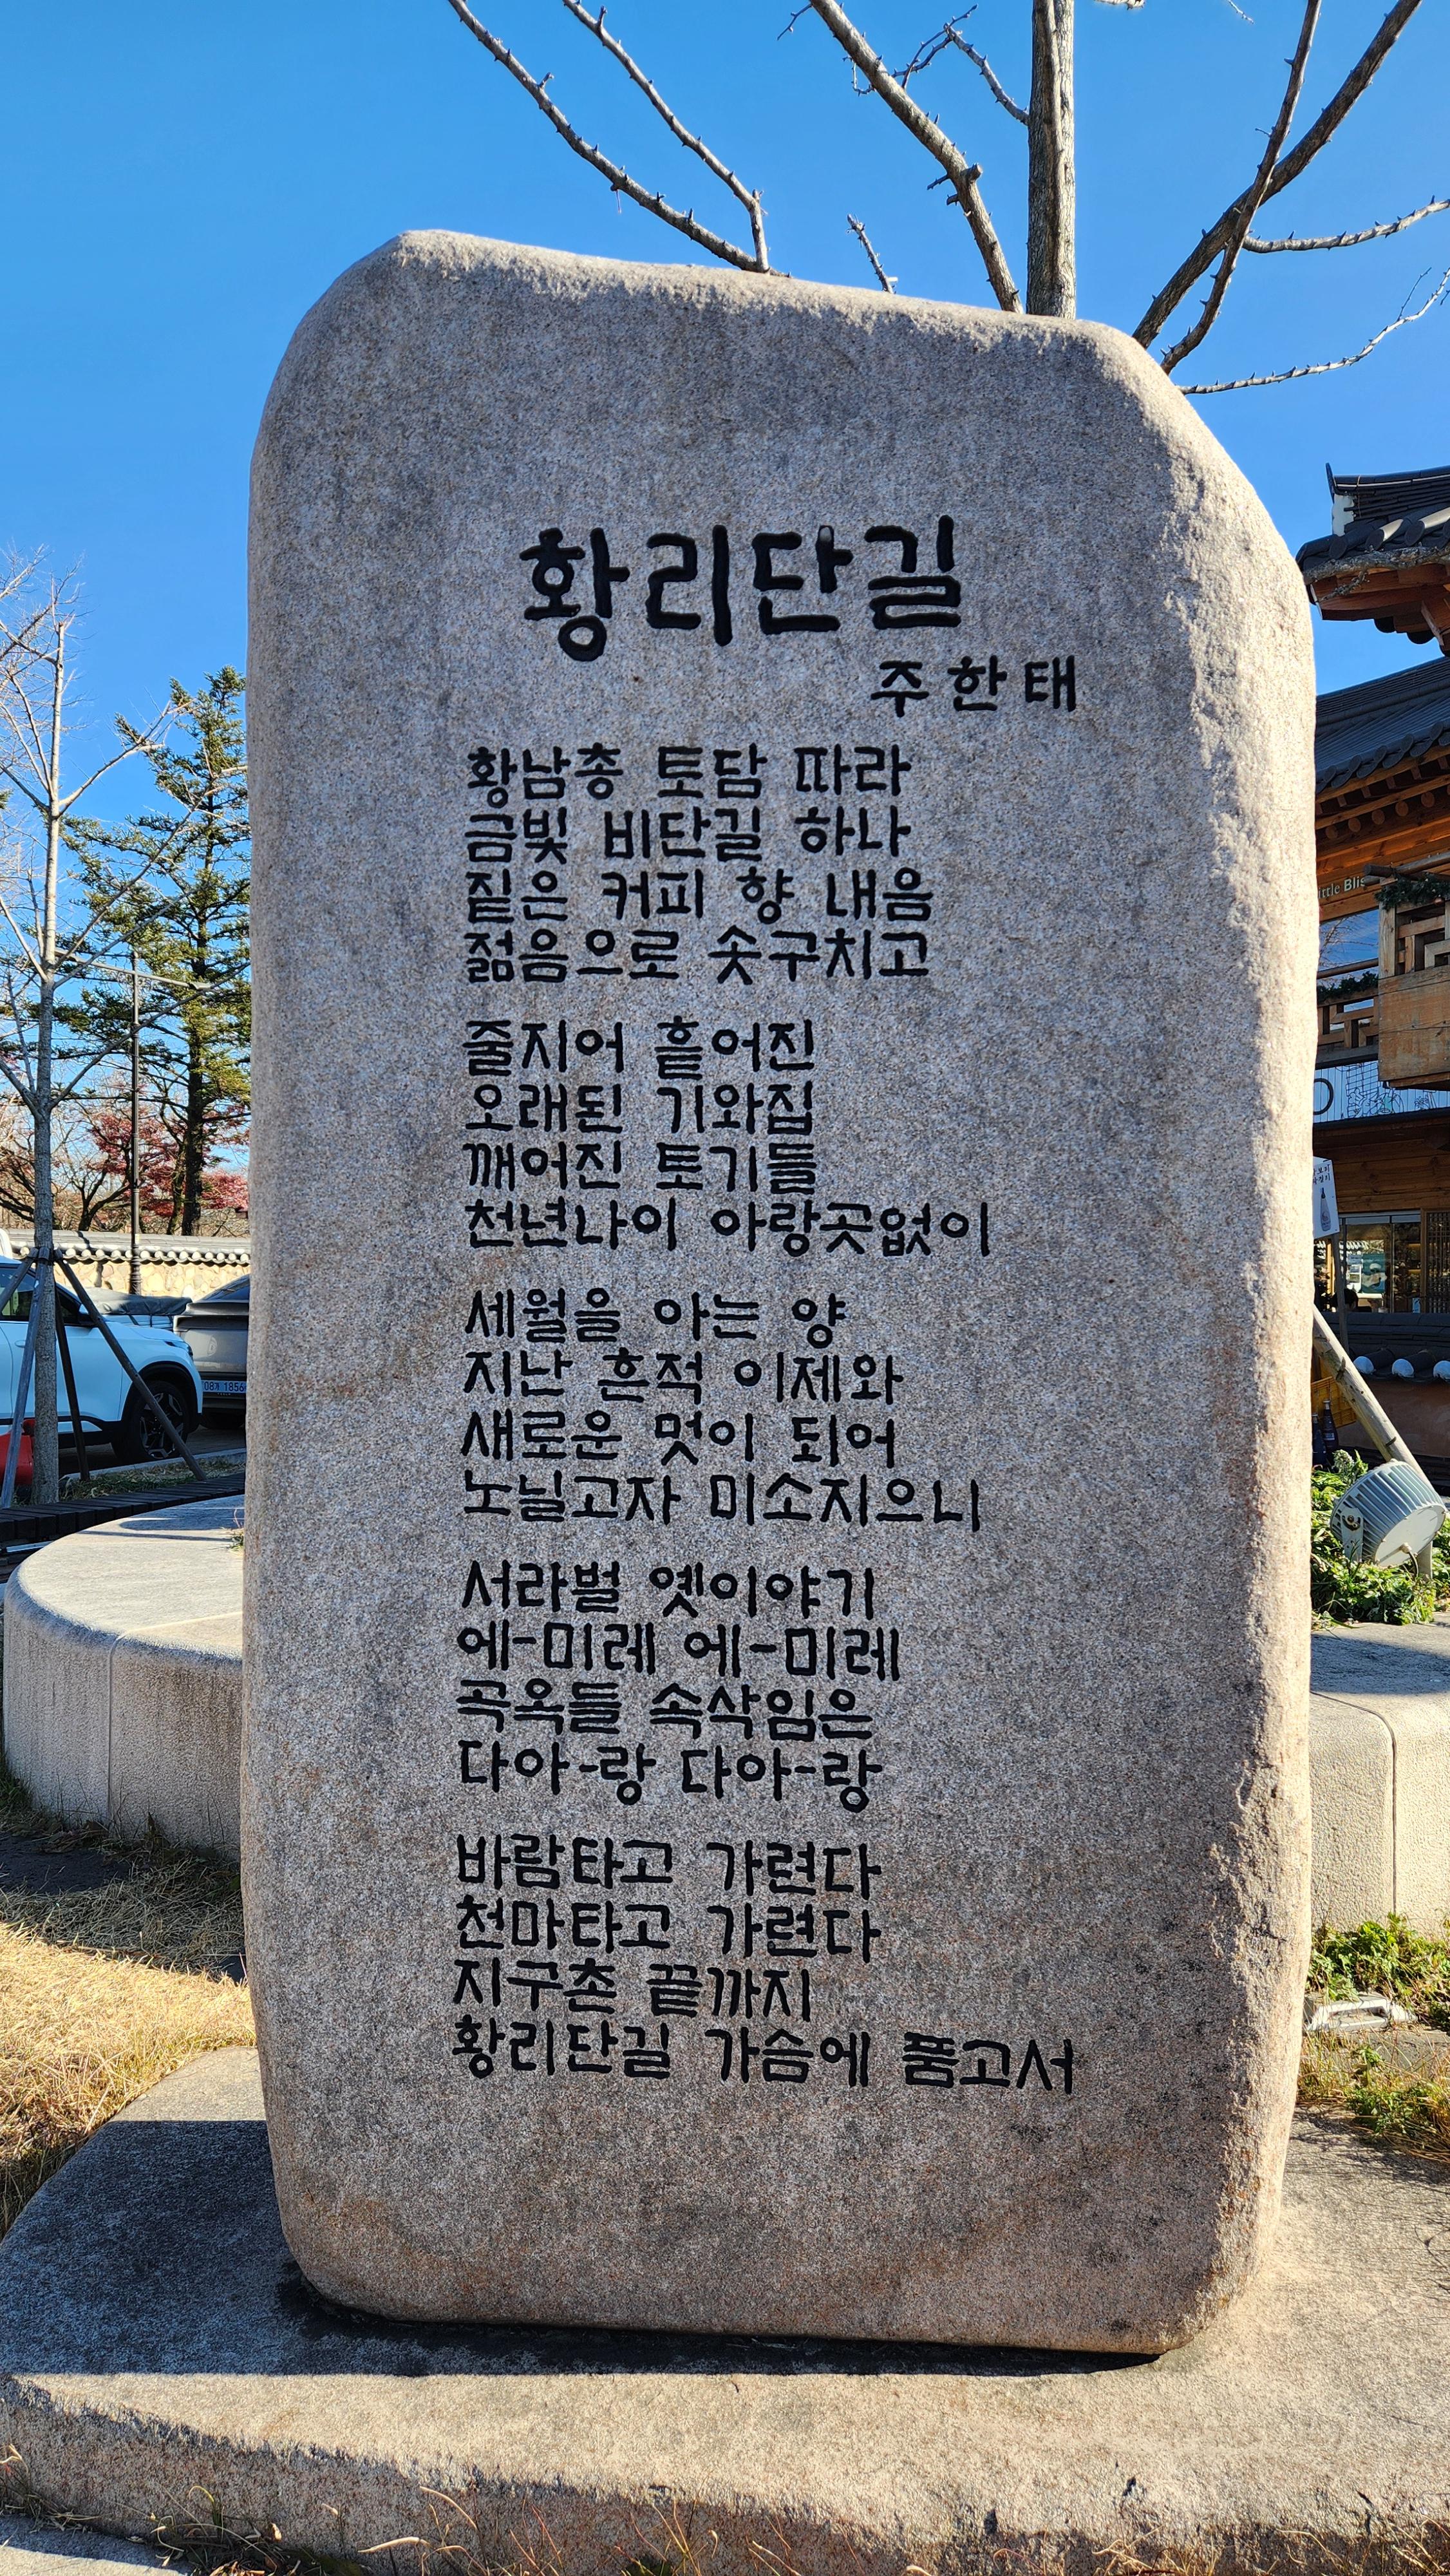 황리단길
주한태
황남총 토담 따라
금빛 비단길 하나
짙은 커피 향 내음
젊음으로 솟구치고
줄지어 흩어진
오래된 기와집
깨어진 토기들
천년나이 아랑곳없이
세월을 아는 양
지난 흔적 이제와
새로운 멋이 되어
노닐고자 미소지으니
서라벌 옛이야기
에-미레 에-미레
곡옥들 속삭임은
다아-랑 다아-랑
바람타고 가련다
천마타고 가련다
지구촌 끝까지
황리단길 가슴에 품고서